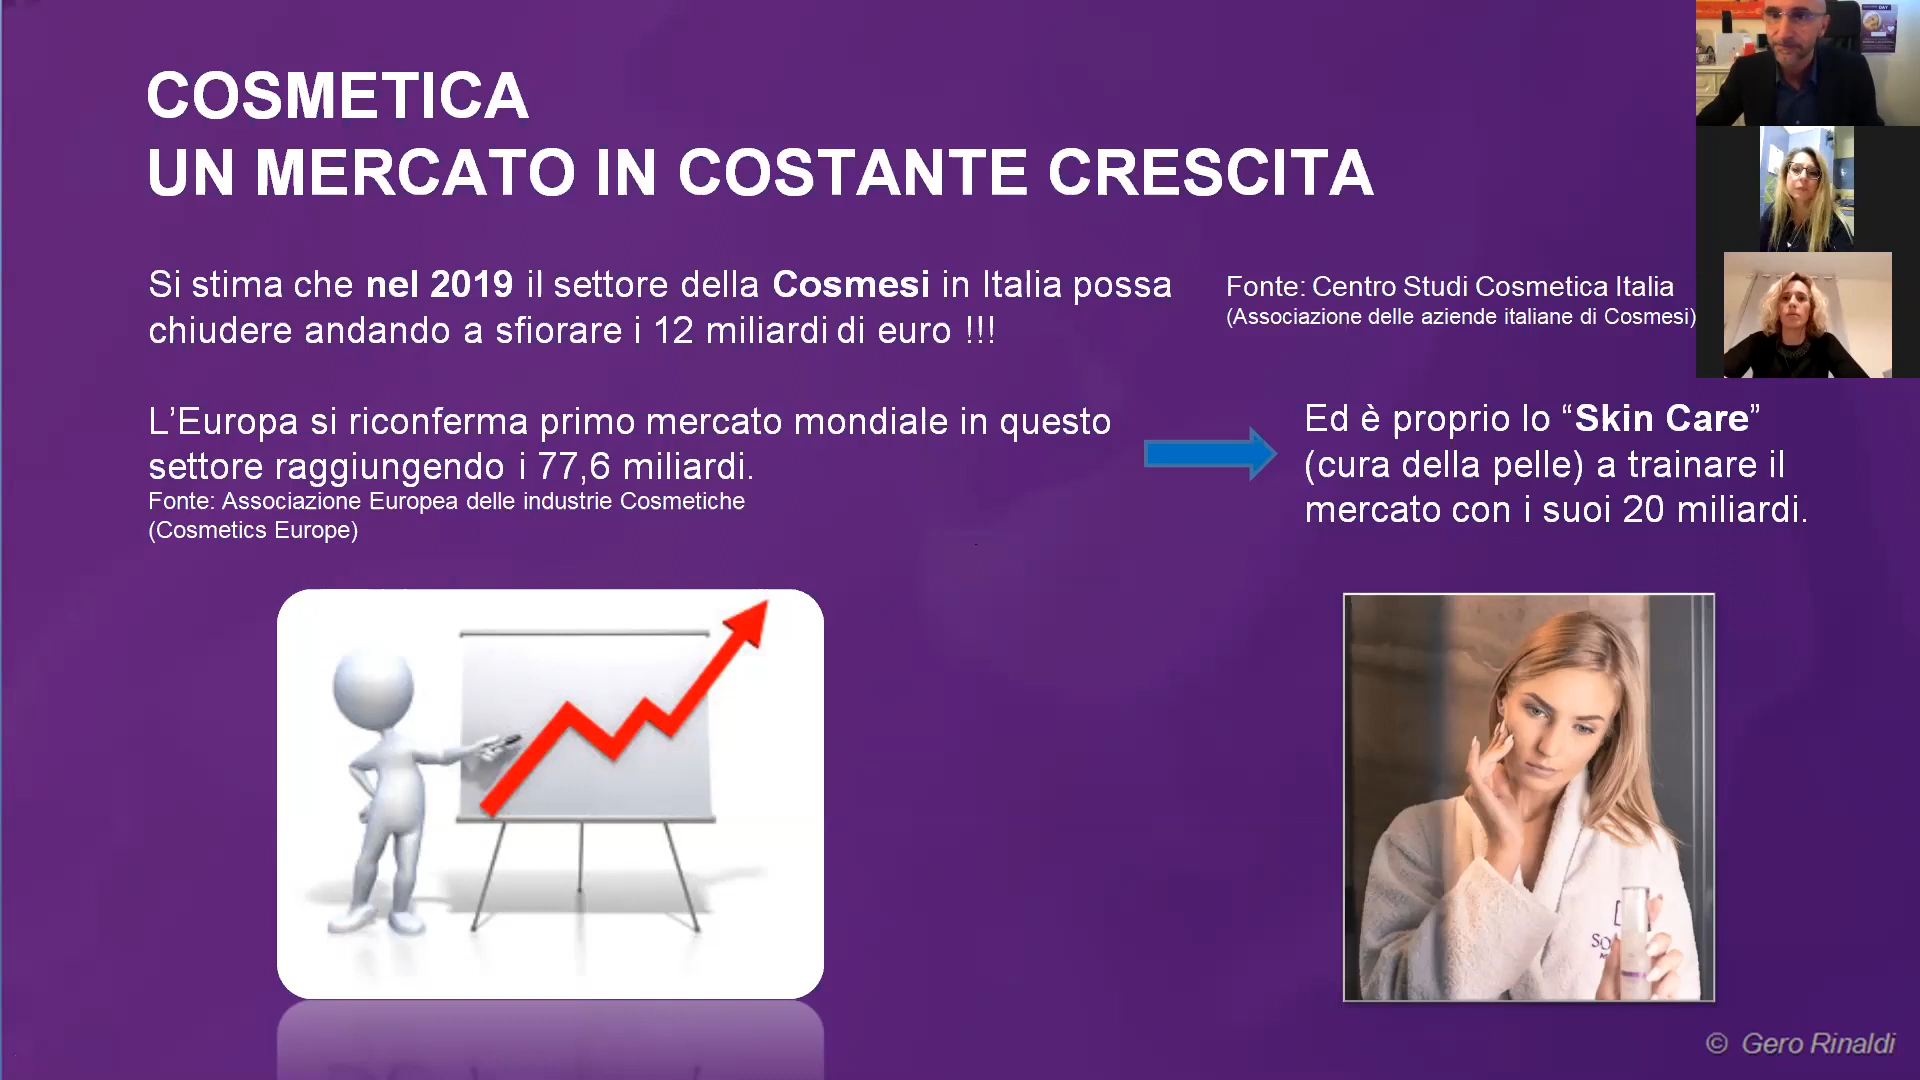 COSMETICA
UN MERCATO IN COSTANTE CRESCITA
Si stima che nel 2019 il settore della Cosmesi in Italia possa
chiudere andando a sfiorare i 12 miliardi di euro !!!
Fonte: Centro Studi Cosmetica Italia
(Associazione delle aziende italiane di Cosmesi)
L’Europa si riconferma primo mercato mondiale in questo
settore raggiungendo i 77,6 miliardi.
Fonte: Associazione Europea delle industrie Cosmetiche
(Cosmetics Europe)
Ed è proprio lo “Skin Care”
(cura della pelle) a trainare il
mercato con i suoi 20 miliardi.
© Gero Rinaldi